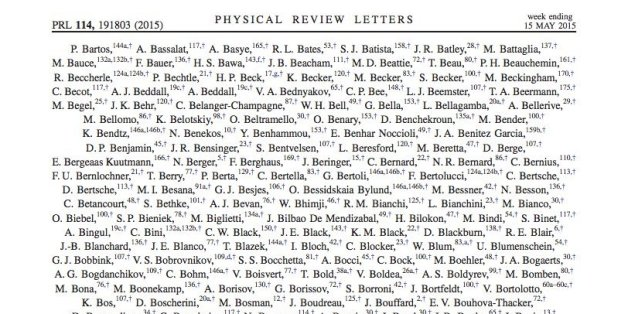 PRL 114, 191803 (2015)
PHYSICAL REVIEW LETTERS
week ending
15 MAY 2015
P. Bartos,144a,† A. Bassalat,117,† A. Basye,165,† R. L. Bates,53,† S. J. Batista,158,† J. R. Batley,28,† M. Battaglia,137,†
M. Bauce,132a,132b,† F. Bauer,136,† H. S. Bawa,143,f,† J. B. Beacham,111,† M. D. Beattie,72,† T. Beau,80,† P. H. Beauchemin,161,†
R. Beccherle,124a,124b,† P. Bechtle,21,† H. P. Beck,17,g,† K. Becker,120,† M. Becker,83,† S. Becker,100,† M. Beckingham,170,†
C. Becot,117,† A. J. Beddall,19c,† A. Beddall,19c,† V. A. Bednyakov,65,† C. P. Bee,148,† L. J. Beemster,107,† T. A. Beermann,175,†
M. Begel,25,† J. K. Behr,120,† C. Belanger-Champagne,87,† W. H. Bell,49,† G. Bella,153,† L. Bellagamba,20a,† A. Bellerive,29,†
M. Bellomo,86,† K. Belotskiy,98,† O. Beltramello,30,† O. Benary,153,† D. Benchekroun,135a,† M. Bender,100,†
K. Bendtz,146a,146b,† N. Benekos,10,† Y. Benhammou,153,† E. Benhar Noccioli,49,† J. A. Benitez Garcia,159b,†
D. P. Benjamin,45,† J. R. Bensinger,23,† S. Bentvelsen,107,† L. Beresford,120,† M. Beretta,47,† D. Berge,107,†
E. Bergeaas Kuutmann,166,† N. Berger,5,† F. Berghaus,169,† J. Beringer,15,† C. Bernard,22,† N. R. Bernard,86,† C. Bernius,110,†
F. U. Bernlochner,21,† T. Berry,77,† P. Berta,129,† C. Bertella,83,† G. Bertoli,146a,146b,† F. Bertolucci,124a,124b,† C. Bertsche,113,†
D. Bertsche,113,† M. I. Besana,91a,† G. J. Besjes,106,† O. Bessidskaia Bylund,146a,146b,† M. Bessner,42,† N. Besson,136,†
C. Betancourt,48,† S. Bethke,101,† A. J. Bevan,76,† W. Bhimji,46,† R. M. Bianchi,125,† L. Bianchini,23,† M. Bianco,30,†
O. Biebel,100,† S. P. Bieniek,78,† M. Biglietti,134a,† J. Bilbao De Mendizabal,49,† H. Bilokon,47,† M. Bindi,54,† S. Binet,117,†
A. Bingul,19c,† C. Bini,132a,132b,† C. W. Black,150,† J. E. Black,143,† K. M. Black,22,† D. Blackburn,138,† R. E. Blair,6,†
J.-B. Blanchard,136,† J. E. Blanco,77,† T. Blazek,144a,† I. Bloch,42,† C. Blocker,23,† W. Blum,83,a,† U. Blumenschein,54,†
G. J. Bobbink,107,† V. S. Bobrovnikov,109,d,† S. S. Bocchetta,81,† A. Bocci,45,† C. Bock,100,† M. Boehler,48,† J. A. Bogaerts,30,†
A. G. Bogdanchikov,109,† C. Bohm,146a,† V. Boisvert,77,† T. Bold,38a,† V. Boldea,26a,† A. S. Boldyrev,99,† M. Bomben,80,†
M. Bona,76,† M. Boonekamp,136,† A. Borisov,130,† G. Borissov,72,† S. Borroni,42,† J. Bortfeldt,100,† V. Bortolotto,60a–60c,†
K. Bos,107,† D. Boscherini,20a,† M. Bosman,12,† J. Boudreau,125,† J. Bouffard,2,† E. V. Bouhova-Thacker,72,†